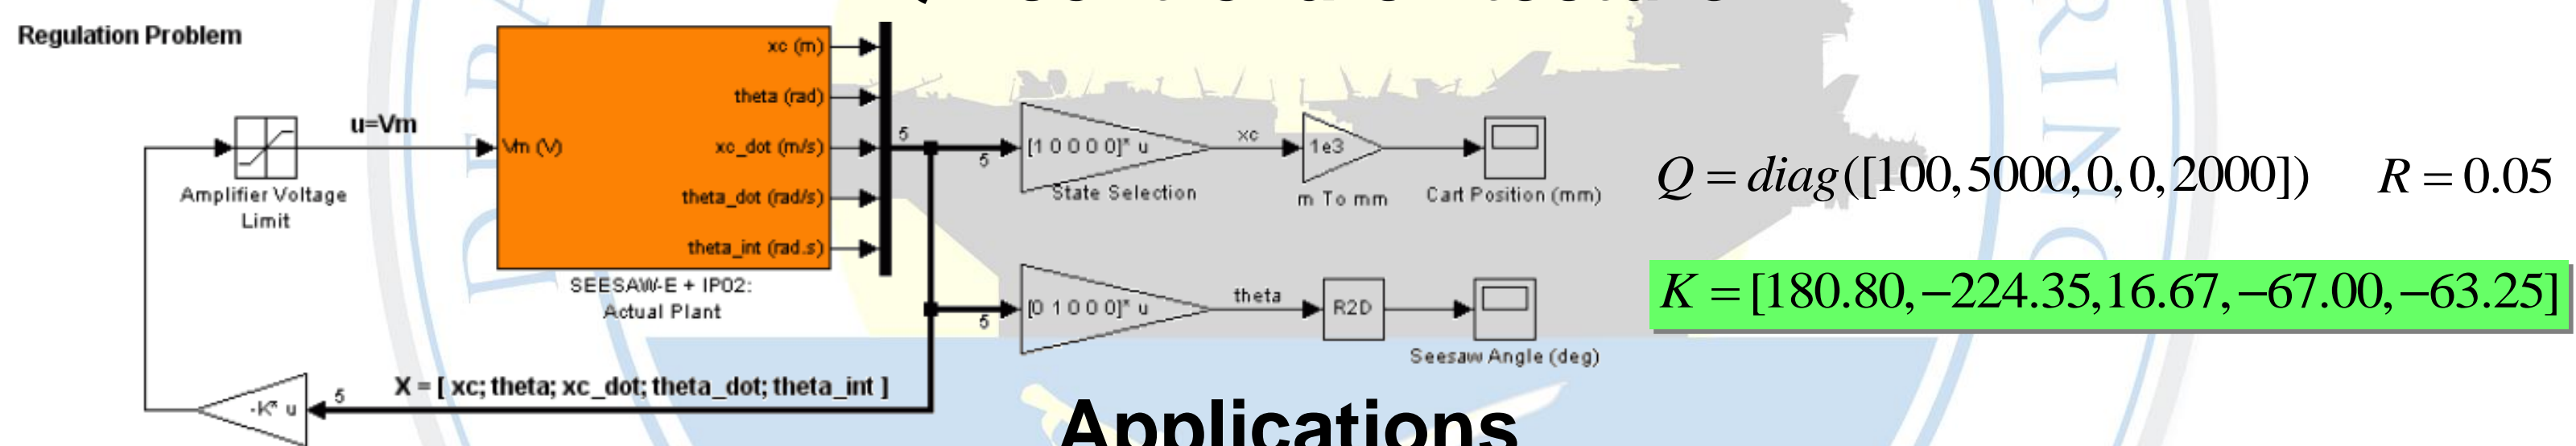 Regulation Problem
xc (m)
theta (rad)
u=Vm
Vm (V)
xc_dot (m/s)
theta_dot (rad/s)
theta_int (rad.s)
Amplifier Voltage
Limit
SEESAW-E + IP02:
Actual Plant
5
5
[1 0 0 0 0]* u
State Selection
xc
1e3
m To mm
Cart Position (mm)
5
[0 1 0 0 0]* u
theta
R2D
Seesaw Angle (deg)
X = [ xc; theta; xc_dot; theta_dot; theta_int ]
5
-K* u
Q = diag([100,5000,0,0,2000]) R = 0.05
K = [180.80,−224.35,16.67,−67.00,−63.25]
Applications